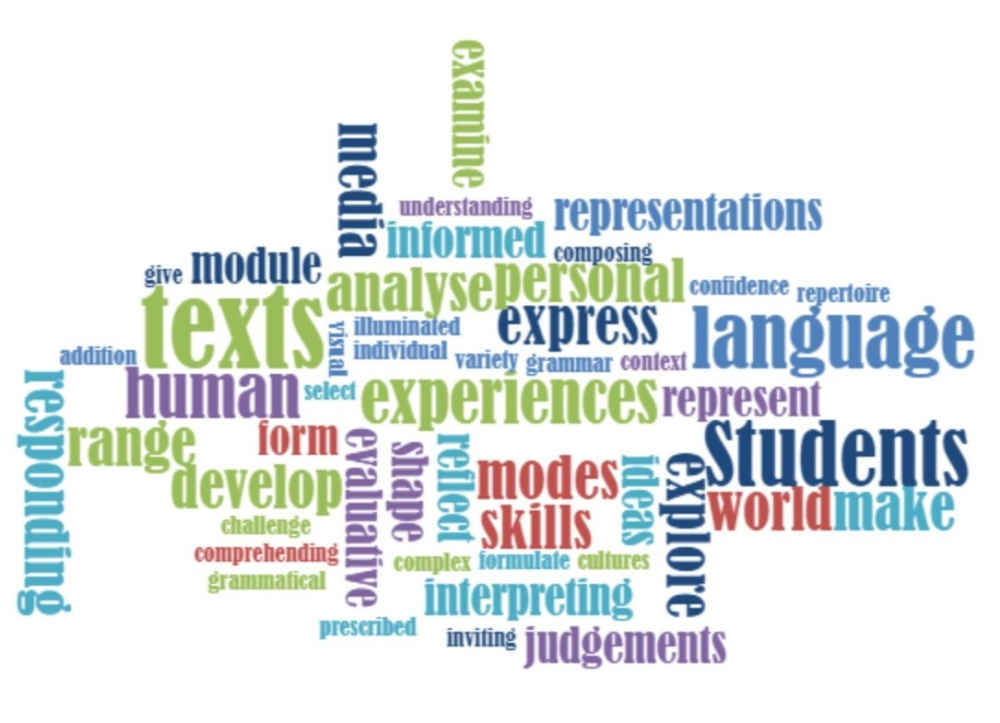 examine
media
understanding
representations
informed
composing
give
module
analyse
personal
confidence
repertoire
texts
express
language
visual
illuminated
addition
individual
variety
grammar
context
responding
human
select
experiences
represent
range
form
evaluative
shape
reflect
modes
ideas
explore
Students
develop
skills
world
make
challenge
comprehending
complex
formulate
cultures
grammatical
interpreting
prescribed
inviting
judgements